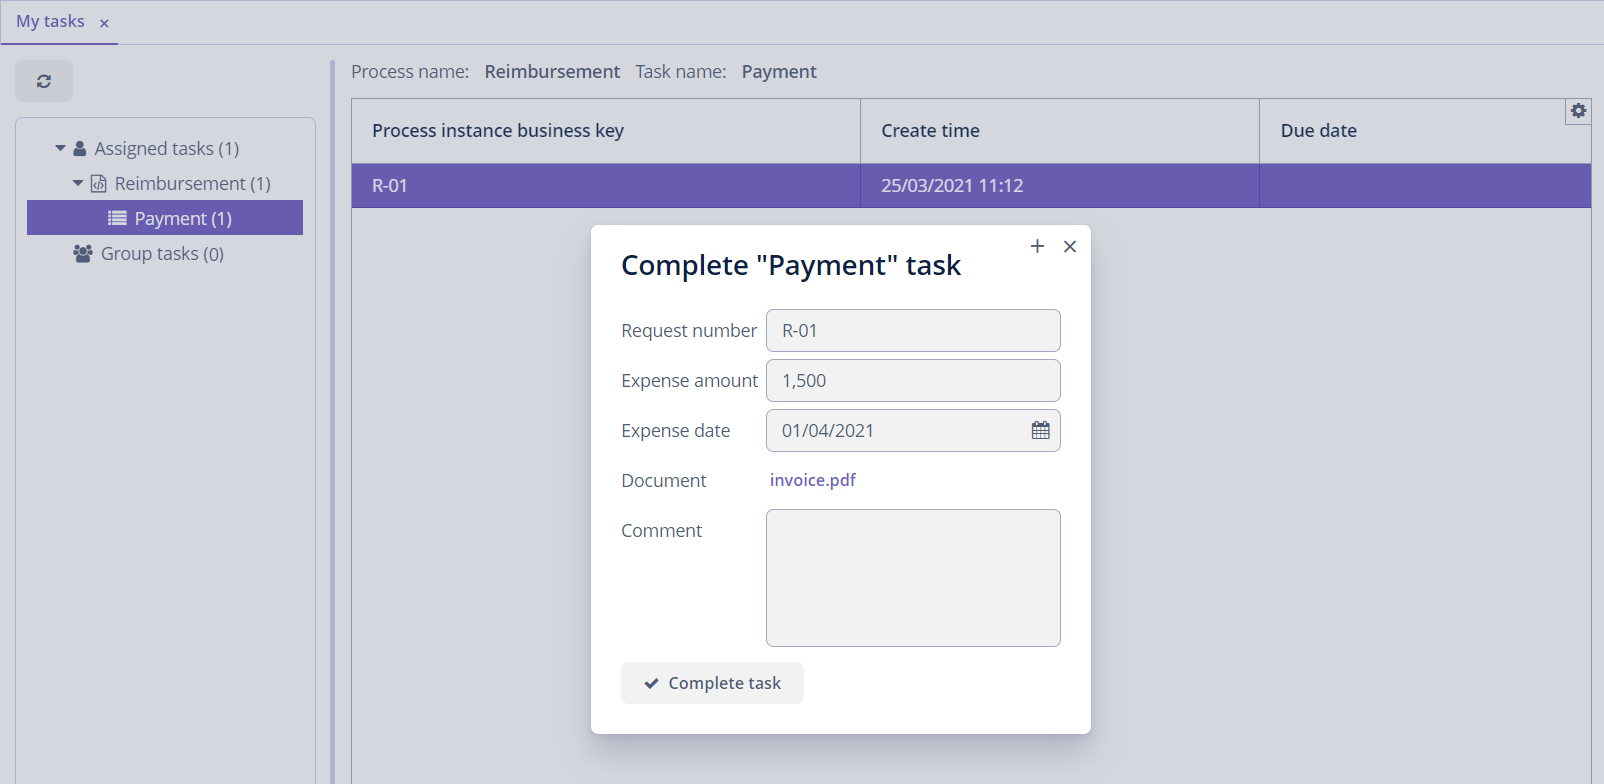 My tasks
Process name: Reimbursement Task name: Payment
Assigned tasks (1)
Reimbursement (1)
Payment (1)
Group tasks (0)
Process instance business key Create time Due date
R-01 25/03/2021 11:12
Complete "Payment" task
Request number R-01
Expense amount 1,500
Expense date 01/04/2021
Document invoice.pdf
Comment
Complete task